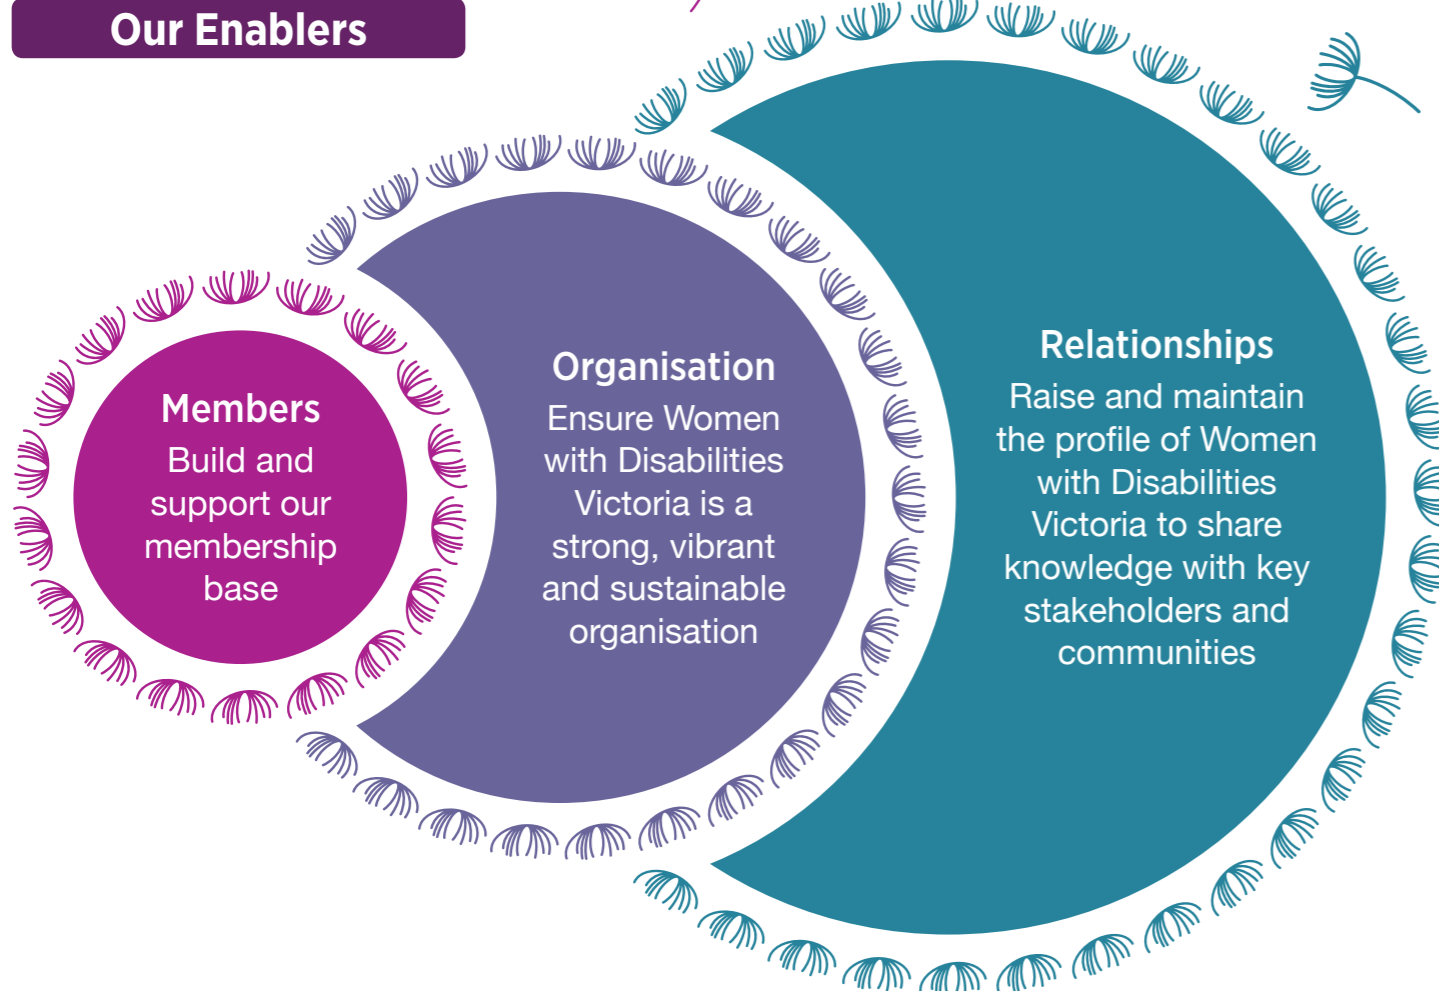 Our Enablers
Members
Build and
support our
membership
base
Organisation
Ensure Women
with Disabilities
Victoria is a
strong, vibrant
and sustainable
organisation
Relationships
Raise and maintain
the profile of Women
with Disabilities
Victoria to share
knowledge with key
stakeholders and
communities